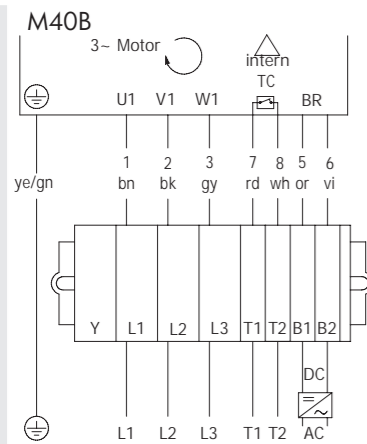 M40B
3~ Motor
intern
TC
U1 V1 W1 BR
1 2 3 7 8 5 6
ye/gn bn bk gy rd wh or vi
Y L1 L2 L3 T1 T2 B1 B2
DC
= ~
L1 L2 L3 T1 T2 AC